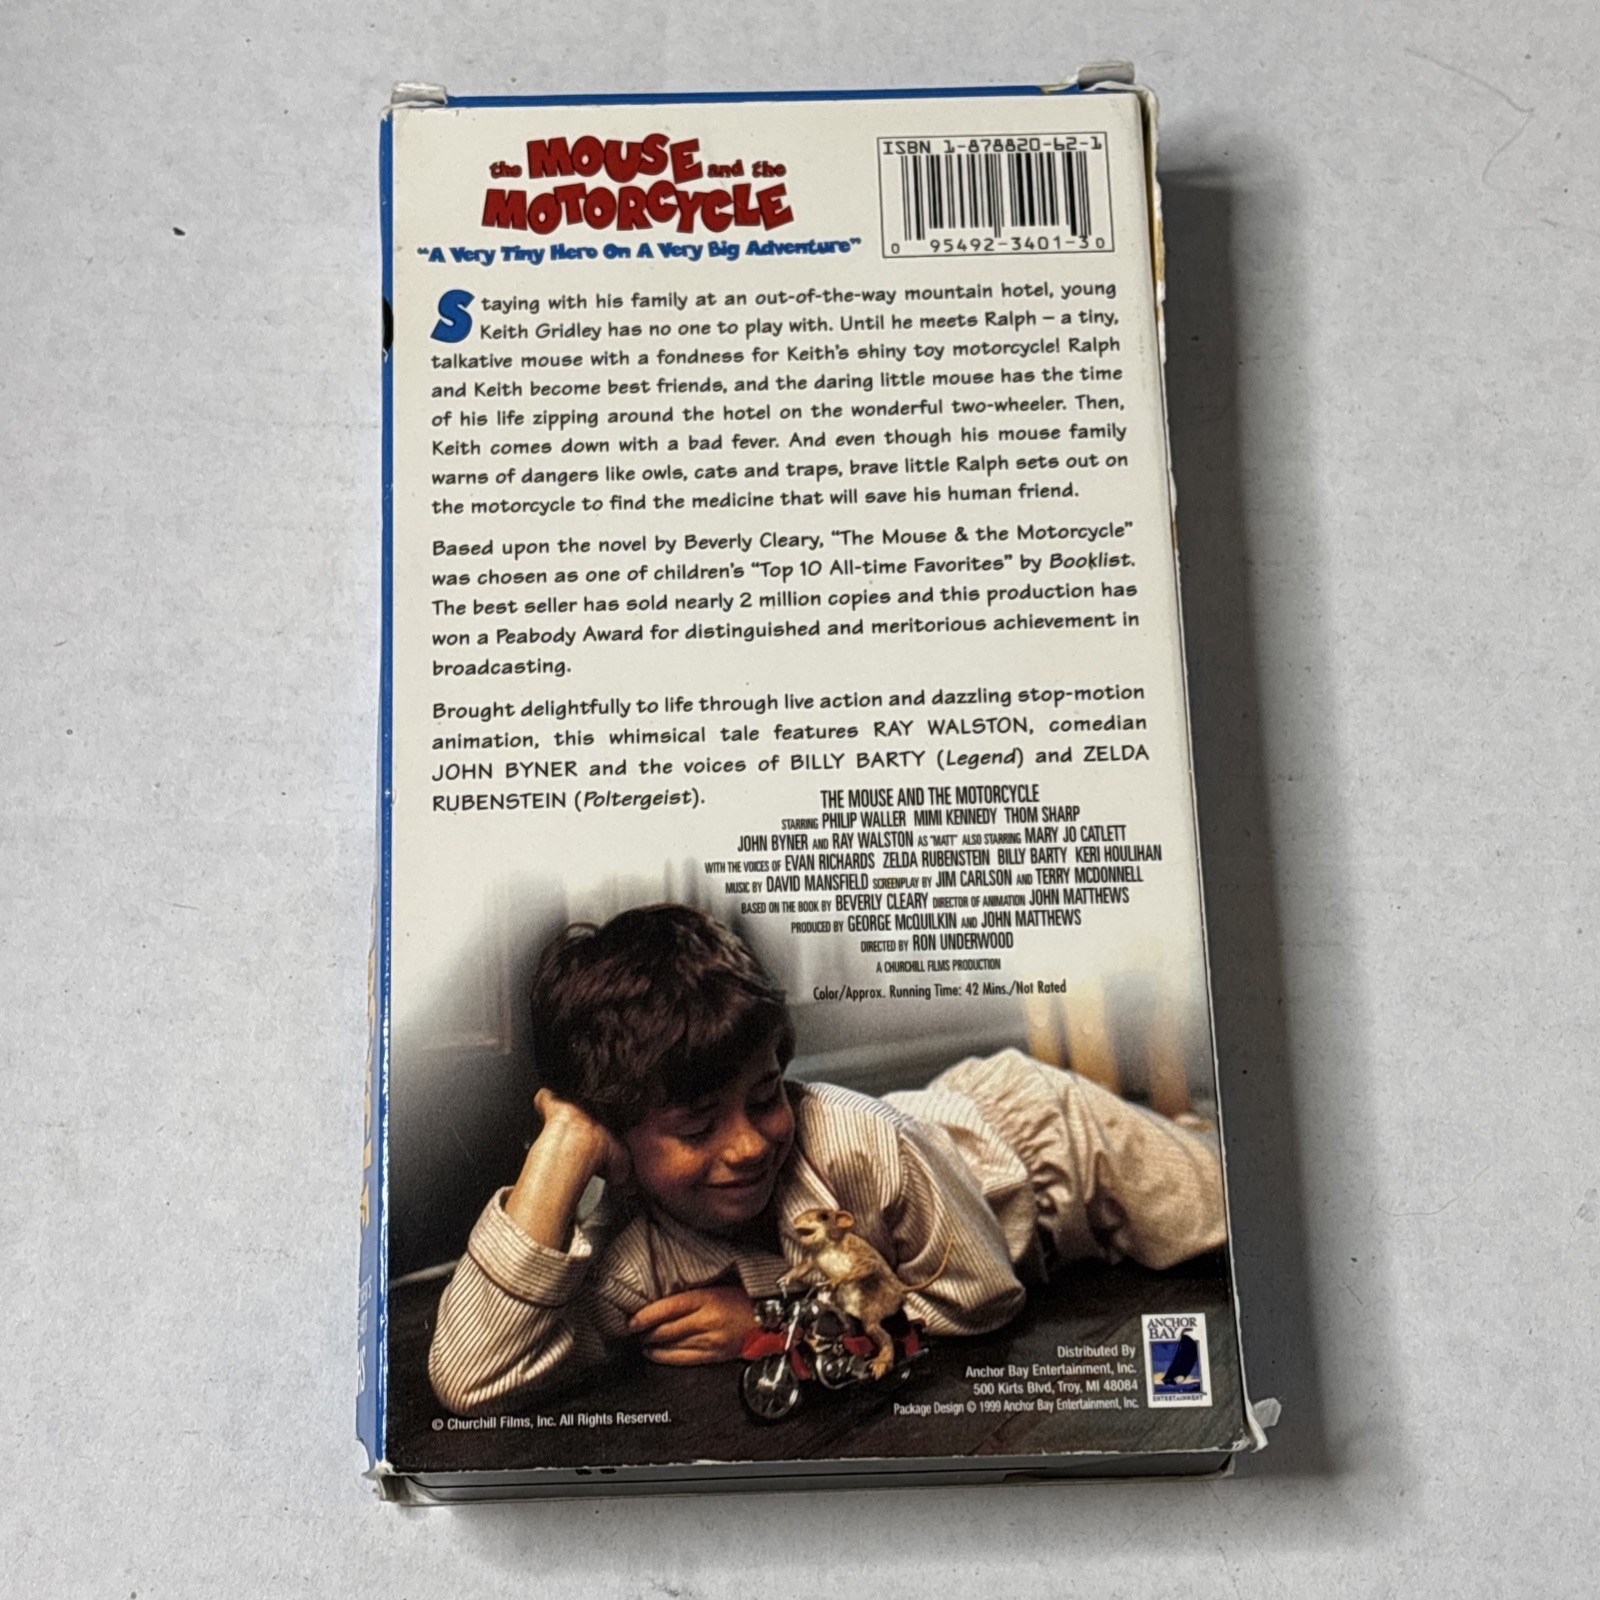 the MOUSE and the
MOTORCYCLE
"A Very Tiny Hero On A Very Big Adventure"
ISBN 1-878820-62-1
0 95492-3401-3 0
Staying with his family at an out-of-the-way mountain hotel, young
Keith Gridley has no one to play with. Until he meets Ralph – a tiny,
talkative mouse with a fondness for Keith's shiny toy motorcycle! Ralph
and Keith become best friends, and the daring little mouse has the time
of his life zipping around the hotel on the wonderful two-wheeler. Then,
Keith comes down with a bad fever. And even though his mouse family
warns of dangers like owls, cats and traps, brave little Ralph sets out on
the motorcycle to find the medicine that will save his human friend.
Based upon the novel by Beverly Cleary, "The Mouse & the Motorcycle"
was chosen as one of children's "Top 10 All-time Favorites" by Booklist.
The best seller has sold nearly 2 million copies and this production has
won a Peabody Award for distinguished and meritorious achievement in
broadcasting.
Brought delightfully to life through live action and dazzling stop-motion
animation, this whimsical tale features RAY WALSTON, comedian
JOHN BYNER and the voices of BILLY BARTY (Legend) and ZELDA
RUBENSTEIN (Poltergeist).
THE MOUSE AND THE MOTORCYCLE
STARRING PHILIP WALLER MIMI KENNEDY THOM SHARP
JOHN BYNER AND RAY WALSTON AS "MATT" ALSO STARRING MARY JO CATLETT
WITH THE VOICES OF EVAN RICHARDS ZELDA RUBENSTEIN BILLY BARTY KERI HOULIHAN
MUSIC BY DAVID MANSFIELD SCREENPLAY BY JIM CARLSON AND TERRY MCDONNELL
BASED ON THE BOOK BY BEVERLY CLEARY DIRECTOR OF ANIMATION JOHN MATTHEWS
PRODUCED BY GEORGE MCQUILKIN AND JOHN MATTHEWS
DIRECTED BY RON UNDERWOOD
A CHURCHILL FILMS PRODUCTION
Color/Approx. Running Time: 42 Mins./Not Rated
ANCHOR
BAY
ENTERTAINMENT
Distributed By
Anchor Bay Entertainment, Inc.
500 Kirts Blvd, Troy, MI 48084
Package Design © 1999 Anchor Bay Entertainment, Inc.
© Churchill Films, Inc. All Rights Reserved.